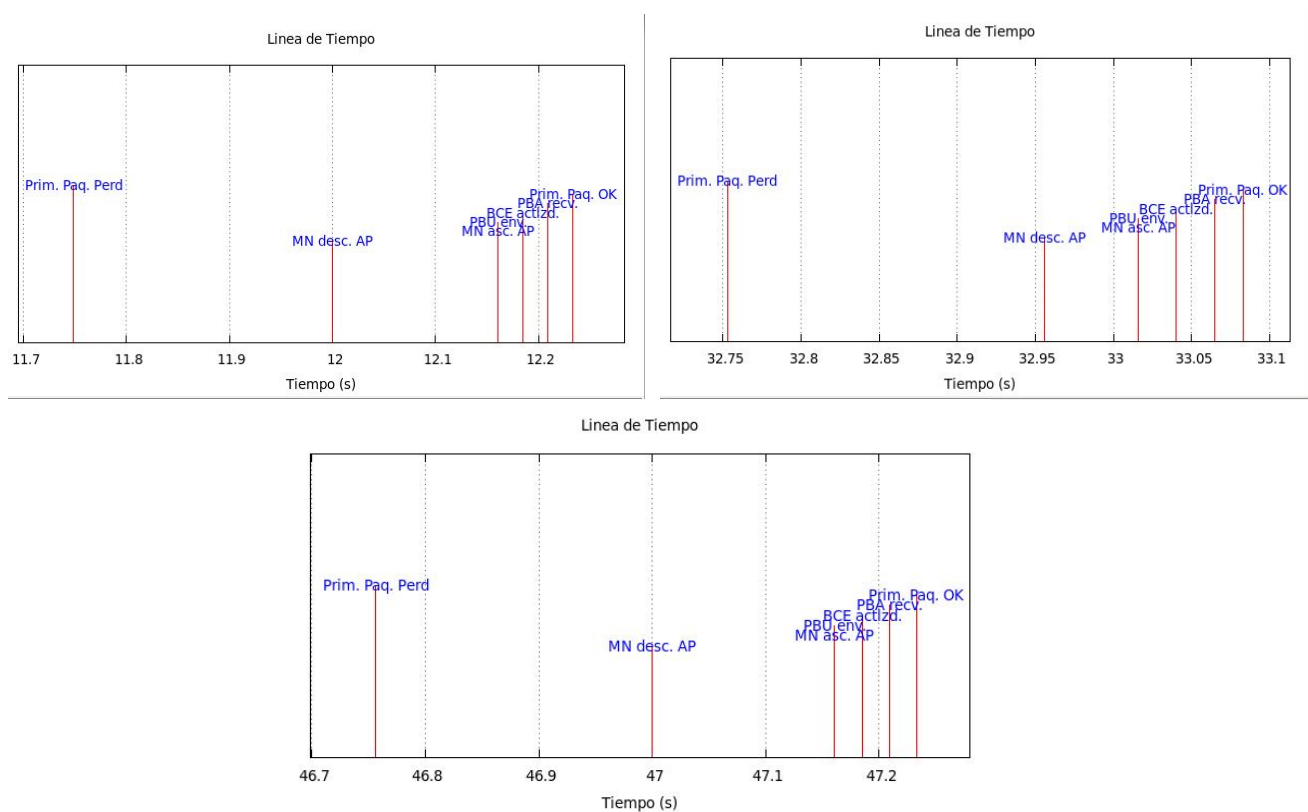 Linea de Tiempo
Prim. Paq. Perd
MN desc. AP
Prim. Paq. OK
PBA recv.
BCE actlzd.
PBU env.
MN asc. AP
11.7 11.8 11.9 12 12.1 12.2
Tiempo (s)
Linea de Tiempo
Prim. Paq. Perd
MN desc. AP
Prim. Paq. OK
PBA recv.
BCE actlzd.
PBU env.
MN asc. AP
32.75 32.8 32.85 32.9 32.95 33 33.05 33.1
Tiempo (s)
Linea de Tiempo
Prim. Paq. Perd
MN desc. AP
Prim. Paq. OK
PBA recv.
BCE actlzd.
PBU env.
MN asc. AP
46.7 46.8 46.9 47 47.1 47.2
Tiempo (s)